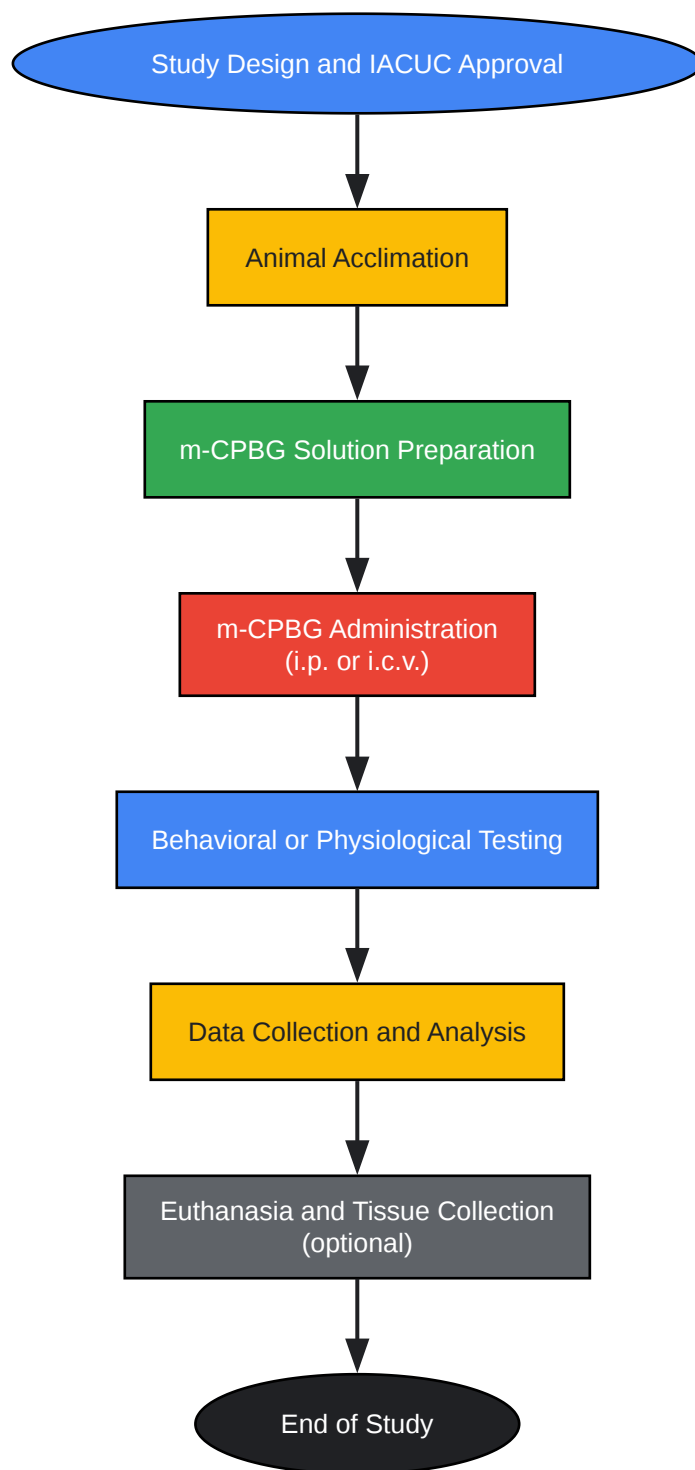 Study Design and IACUC Approval
Animal Acclimation
m-CPBG Solution Preparation
m-CPBG Administration
(i.p. or i.c.v.)
Behavioral or Physiological Testing
Data Collection and Analysis
Euthanasia and Tissue Collection
(optional)
End of Study